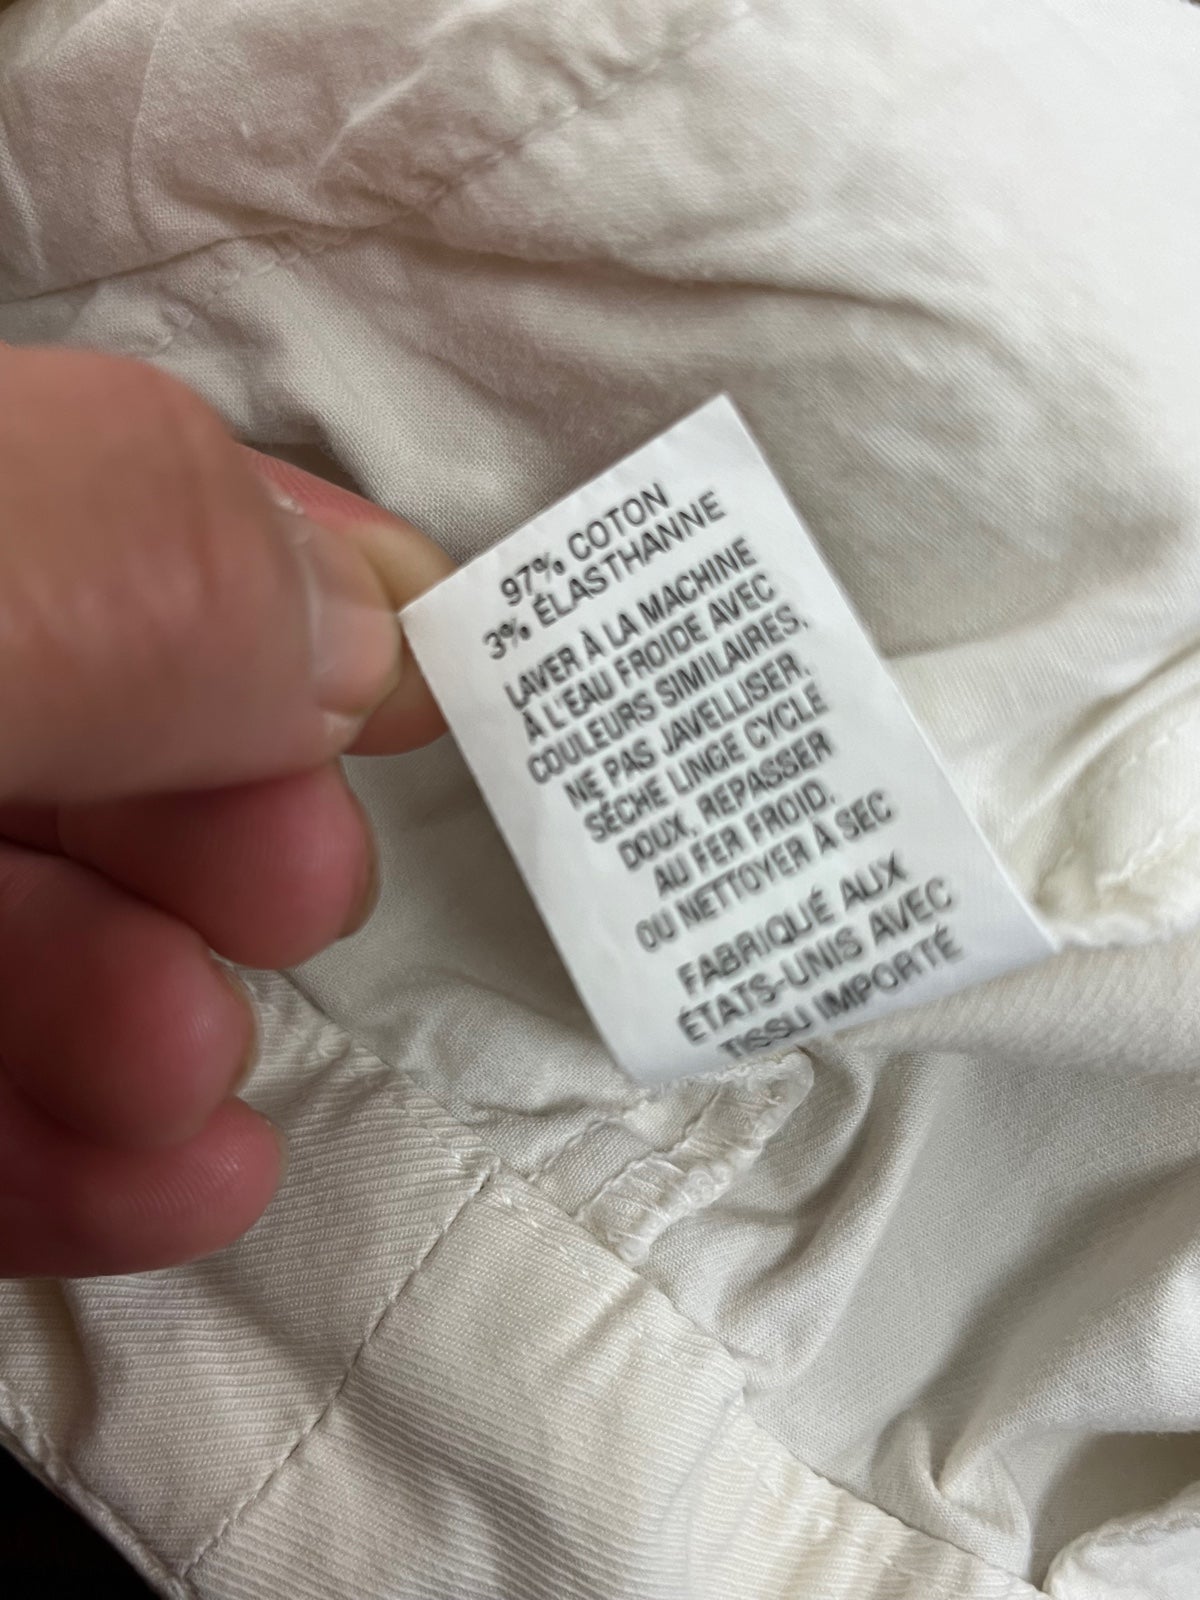 97% COTON
3% ÉLASTHANNE
LAVER À LA MACHINE
À L'EAU FROIDE AVEC
COULEURS SIMILAIRES.
NE PAS JAVELLISER.
SÉCHE LINGE CYCLE
DOUX. REPASSER
AU FER FROID.
OU NETTOYER À SEC
FABRIQUÉ AUX
ÉTATS-UNIS AVEC
TISSU IMPORTÉ